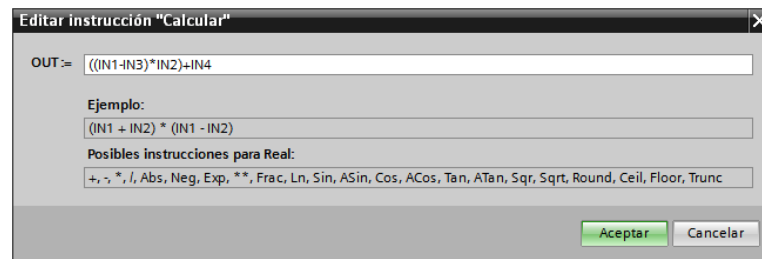 Editar instrucción "Calcular"
OUT:= ((IN1-IN3)*IN2)+IN4
Ejemplo:
(IN1 + IN2) * (IN1 - IN2)
Posibles instrucciones para Real:
+, -, *, /, Abs, Neg, Exp, **, Frac, Ln, Sin, ASin, Cos, ACos, Tan, ATan, Sqr, Sqrt, Round, Ceil, Floor, Trunc
Aceptar Cancelar